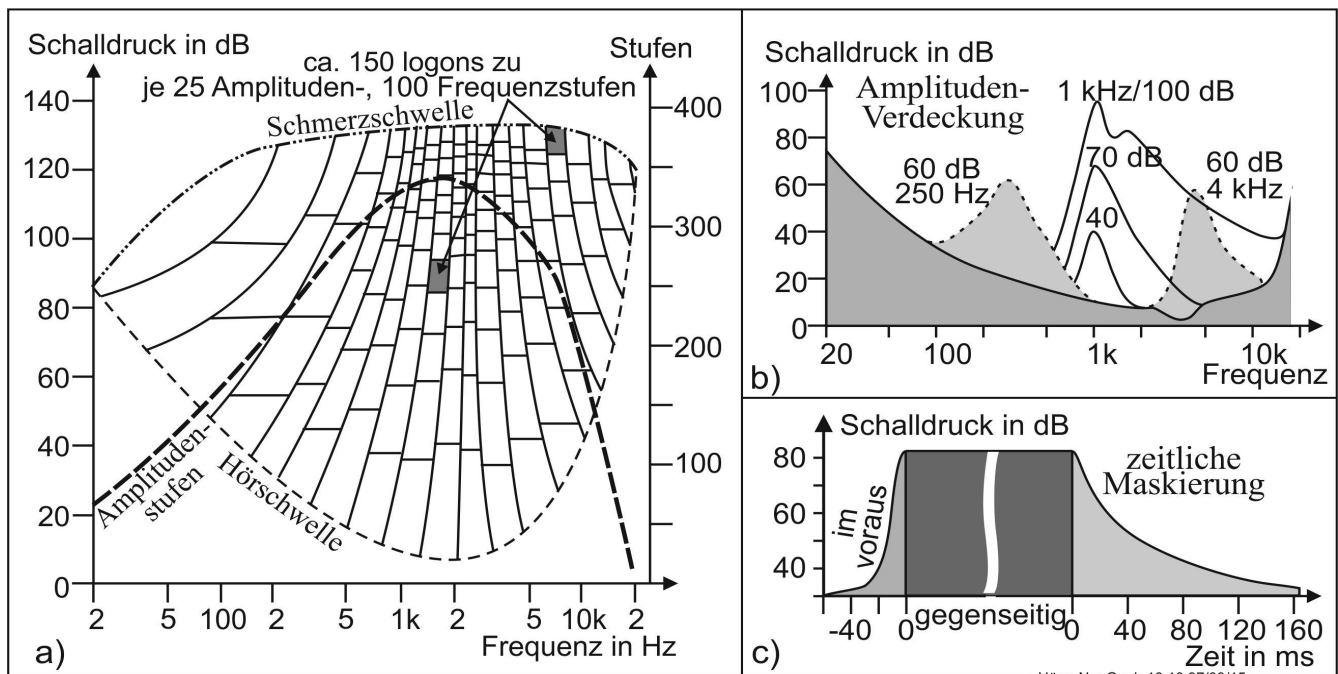 Schalldruck in dB
Stufen
ca. 150 logons zu
je 25 Amplituden-, 100 Frequenzstufen
Schmerzschwelle
140
120
100
80
60
40
20
0
400
300
200
100
Amplituden-
stufen
Hörschwelle
2 5 100 2 5 1k 2 5 10k 2
Frequenz in Hz
a)
Schalldruck in dB
Amplituden-
Verdeckung
1 kHz/100 dB
70 dB
40
60 dB
250 Hz
60 dB
4 kHz
100
80
60
40
20
0
20 100 1k 10k
Frequenz
b)
Schalldruck in dB
80
60
40
im
voraus
zeitliche
Maskierung
gegenseitig
-40 0 0 40 80 120 160
Zeit in ms
c)